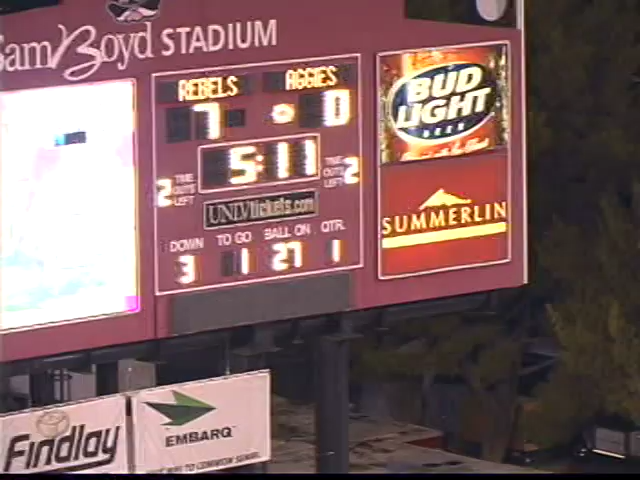 Sam Boyd STADIUM
REBELS AGGIES
7 0
5:11
TIME OUTS LEFT 2
TIME OUTS LEFT 2
UNLVtickets.com
DOWN TO GO BALL ON QTR.
3 1 27 1
BUD LIGHT
BEER
SUMMERLIN
Findlay
EMBARQ